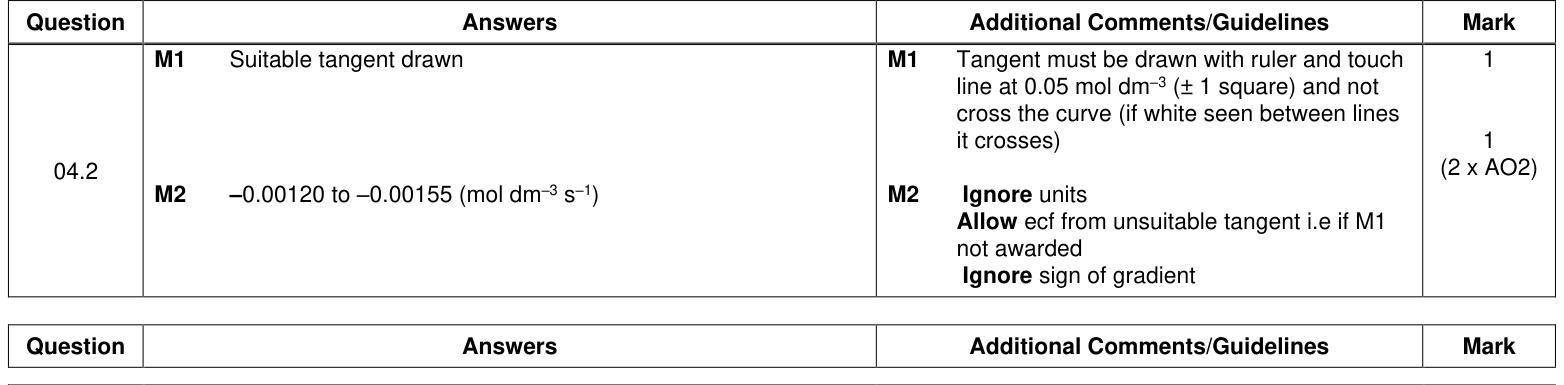 Question Answers Additional Comments/Guidelines Mark
04.2
M1 Suitable tangent drawn
M2 –0.00120 to –0.00155 (mol dm⁻³ s⁻¹)
M1 Tangent must be drawn with ruler and touch
line at 0.05 mol dm⁻³ (± 1 square) and not
cross the curve (if white seen between lines
it crosses)
M2 Ignore units
Allow ecf from unsuitable tangent i.e if M1
not awarded
Ignore sign of gradient
1
1
(2 x AO2)
Question Answers Additional Comments/Guidelines Mark